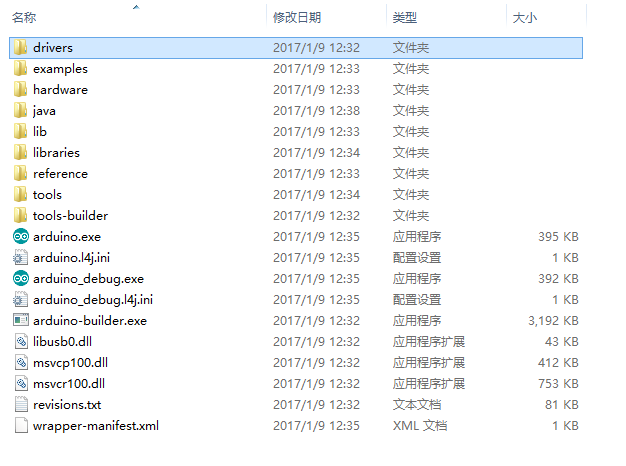 名称 修改日期 类型 大小
drivers 2017/1/9 12:32 文件夹
examples 2017/1/9 12:33 文件夹
hardware 2017/1/9 12:33 文件夹
java 2017/1/9 12:38 文件夹
lib 2017/1/9 12:33 文件夹
libraries 2017/1/9 12:34 文件夹
reference 2017/1/9 12:33 文件夹
tools 2017/1/9 12:34 文件夹
tools-builder 2017/1/9 12:32 文件夹
arduino.exe 2017/1/9 12:35 应用程序 395 KB
arduino.l4j.ini 2017/1/9 12:35 配置设置 1 KB
arduino_debug.exe 2017/1/9 12:35 应用程序 392 KB
arduino_debug.l4j.ini 2017/1/9 12:35 配置设置 1 KB
arduino-builder.exe 2017/1/9 12:32 应用程序 3,192 KB
libusb0.dll 2017/1/9 12:32 应用程序扩展 43 KB
msvcp100.dll 2017/1/9 12:32 应用程序扩展 412 KB
msvcr100.dll 2017/1/9 12:32 应用程序扩展 753 KB
revisions.txt 2017/1/9 12:32 文本文档 81 KB
wrapper-manifest.xml 2017/1/9 12:35 XML 文档 1 KB